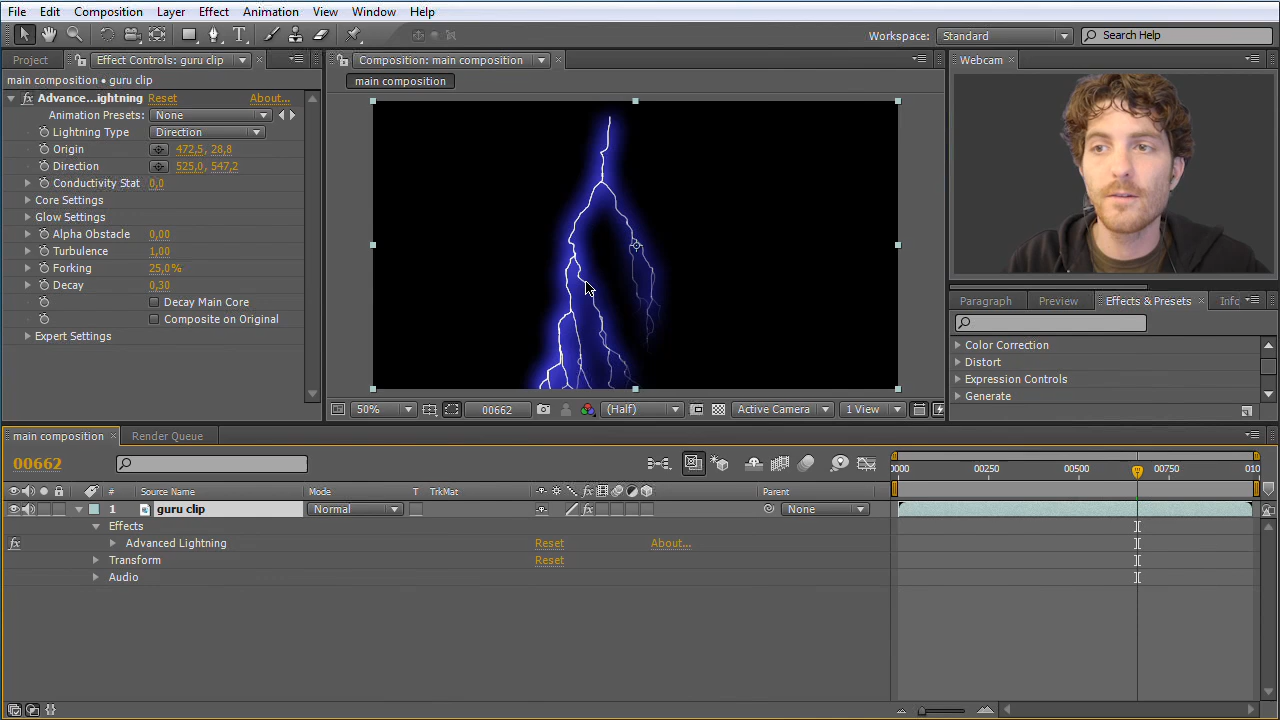 File Edit Composition Layer Effect Animation View Window Help
T Workspace: Standard Search Help
Project Effect Controls: guru clip Composition: main composition Webcam
main composition • guru clip main composition
fx Advance...ightning Reset About...
Animation Presets: None
Lightning Type Direction
Origin 472,5, 28,8
Direction 525,0, 547,2
Conductivity Stat 0,0
Core Settings
Glow Settings
Alpha Obstacle 0,00
Turbulence 1,00
Forking 25,0%
Decay 0,30
Decay Main Core
Composite on Original
Expert Settings
Paragraph Preview Effects & Presets Info
Color Correction
Distort
Expression Controls
Generate
50% 00662 (Half) Active Camera 1 View
main composition Render Queue
00662
0000 00250 00500 00750 010
# Source Name Mode T TrkMat fx Parent
1 guru clip Normal fx None
Effects
fx Advanced Lightning Reset About...
Transform Reset
Audio